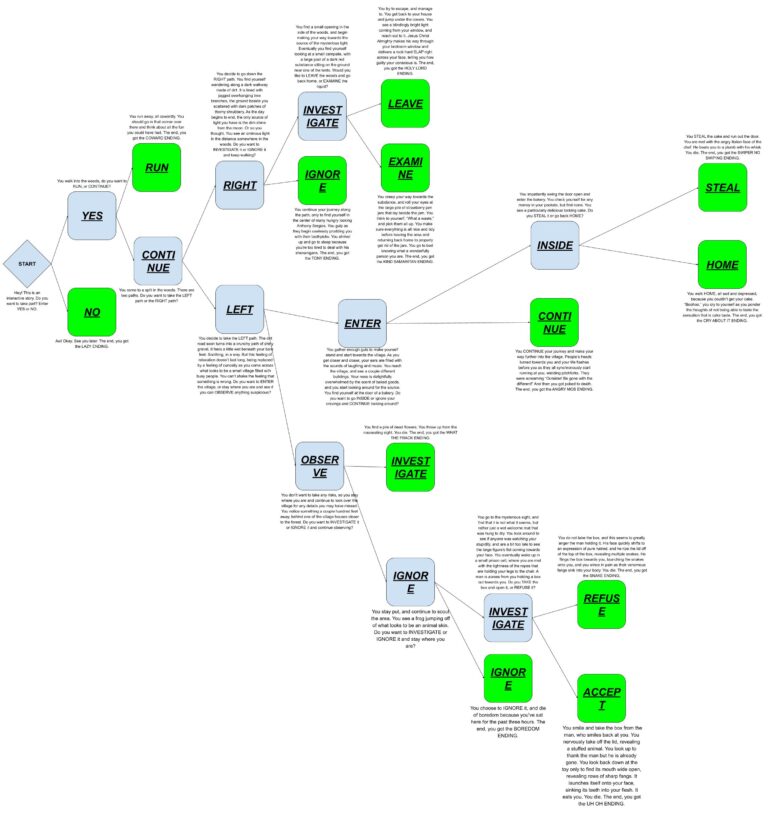 START
Hey! This is an
interactive story. Do you
want to take part? Enter
YES or NO.
You walk into the woods, do you want to
RUN, or CONTINUE?
YES
NO
Aw! Okay. See you later. The end, you
got the LAZY ENDING.
You run away, all cowardly. You
should go in that corner over
there and think about all the fun
you could have had. The end, you
got the COWARD ENDING.
RUN
CONTI
NUE
You come to a split in the woods. There are
two paths. Do you want to take the LEFT
path or the RIGHT path?
You decide to go down the
RIGHT path. You find yourself
wandering along a dark walkway
made of dirt. It is lined with
jagged overhanging tree
branches, the ground beside you
scattered with dark patches of
thorny shrubbery. As the day
begins to end, the only source of
light you have is the dim shine
from the moon. Or so you
thought. You see an ominous light
in the distance somewhere in the
woods. Do you want to
INVESTIGATE it or IGNORE it
and keep walking?
RIGHT
LEFT
You decide to take the LEFT path. The dirt
road soon turns into a crunchy path of shiny
gravel. It feels a little wet beneath your bare
feet. Soothing, in a way. But this feeling of
relaxation doesn't last long, being replaced
by a feeling of curiosity as you come across
what looks to be a small village filled with
busy people. You can't shake the feeling that
something is wrong. Do you want to ENTER
the village, or stay where you are and see if
you can OBSERVE anything suspicious?
You find a small opening in the
side of the woods, and begin
making your way towards the
source of the mysterious light.
Eventually you find yourself
looking at a small campsite, with
a large pool of a dark red
substance sitting on the ground
near one of the tents. Would you
like to LEAVE the woods and go
back home, or EXAMINE the
liquid?
INVEST
IGATE
IGNOR
E
You continue your journey along
the path, only to find yourself in
the center of many hungry looking
Anthony Vargas. You gulp as
they begin creepily prodding you
with their toothpicks. You shrivel
up and go to sleep because
you're too tired to deal with his
shenanigans. The end, you got
the TONY ENDING.
You try to escape, and manage
to. You get back to your house
and jump under the covers. You
see a blindingly bright light
coming from your window, and
reach out to it. Jesus Christ
Almighty makes his way through
your bedroom window and
delivers a rock hard SLAP right
across your face, telling you how
guilty your conscious is. The end,
you got the HOLY LORD
ENDING.
LEAVE
EXAMI
NE
You creep your way towards the
substance, and roll your eyes at
the large pile of strawberry jam
jars that lay beside the jam. You
think to yourself, "What a waste,"
and pick them all up. You make
sure everything is all nice and tidy
before leaving the area and
returning back home to properly
get rid of the jars. You go to bed
knowing what a wonderful
person you are. The end, you got
the KIND SAMARITAN ENDING.
ENTER
You gather enough guts to make yourself
stand and start towards the village. As you
get closer and closer, your ears are filled with
the sounds of laughing and music. You reach
the village, and see a couple different
buildings. Your nose is delightfully
overwhelmed by the scent of baked goods,
and you start looking around for the source.
You find yourself at the door of a bakery. Do
you want to go INSIDE or ignore your
cravings and CONTINUE looking around?
You impatiently swing the door open and
enter the bakery. You check yourself for any
money in your pockets, but find none. You
see a particularly delicious looking cake. Do
you STEAL it or go back HOME?
INSIDE
CONTI
NUE
You CONTINUE your journey and make your
way further into the village. People's heads
turned towards you and your life flashes
before you as they all synchronously start
running at you, wielding pitchforks. They
were screaming "Outsider! Be gone with the
different!" And then you got poked to death.
The end, you got the ANGRY MOB ENDING.
You STEAL the cake and run out the door.
You are met with the angry Italian face of the
chef. He beats you to a plumb with his whisk.
You die. The end, you got the SWIPER NO
SWIPING ENDING.
STEAL
HOME
You walk HOME, all sad and depressed,
because you couldn't get your cake.
"Boohoo," you cry to yourself as you ponder
the thoughts of not being able to taste the
sensation that is cake taste. The end, you got
the CRY ABOUT IT ENDING.
OBSER
VE
You don't want to take any risks, so you stay
where you are and continue to look over the
village for any details you may have missed.
You notice something a couple hundred feet
away, behind one of the village houses closer
to the forest. Do you want to INVESTIGATE it
or IGNORE it and continue observing?
You find a pile of dead flowers. You throw up from the
nauseating sight. You die. The end, you got the WHAT
THE FRACK ENDING.
INVEST
IGATE
IGNOR
E
You stay put, and continue to scout
the area. You see a frog jumping off
of what looks to be an animal skin.
Do you want to INVESTIGATE or
IGNORE it and stay where you
are?
You go to the mysterious sight, and
find that it is not what it seems, but
rather just a wet welcome mat that
was hung to dry. You look around to
see if anyone was watching your
stupidity, and are a bit too late to see
the large figure's fist coming towards
your face. You eventually wake up in
a small prison cell, where you are met
with the tightness of the ropes that
are holding your legs to the chair. A
man is across from you holding a box
out towards you. Do you TAKE the
box and open it, or REFUSE it?
INVEST
IGATE
IGNOR
E
You choose to IGNORE it, and die
of boredom because you've sat
here for the past three hours. The
end, you got the BOREDOM
ENDING.
You do not take the box, and this seems to greatly
anger the man holding it. His face quickly shifts to
an expression of pure hatred, and he rips the lid off
of the top of the box, revealing multiple snakes. He
flings the box towards you, launching the snakes
onto you, and you wince in pain as their venomous
fangs sink into your body. You die. The end, you got
the SNAKE ENDING.
REFUS
E
ACCEP
T
You smile and take the box from the
man, who smiles back at you. You
nervously take off the lid, revealing
a stuffed animal. You look up to
thank the man but he is already
gone. You look back down at the
toy only to find its mouth wide open,
revealing rows of sharp fangs. It
launches itself onto your face,
sinking its teeth into your flesh. It
eats you. You die. The end, you got
the UH OH ENDING.